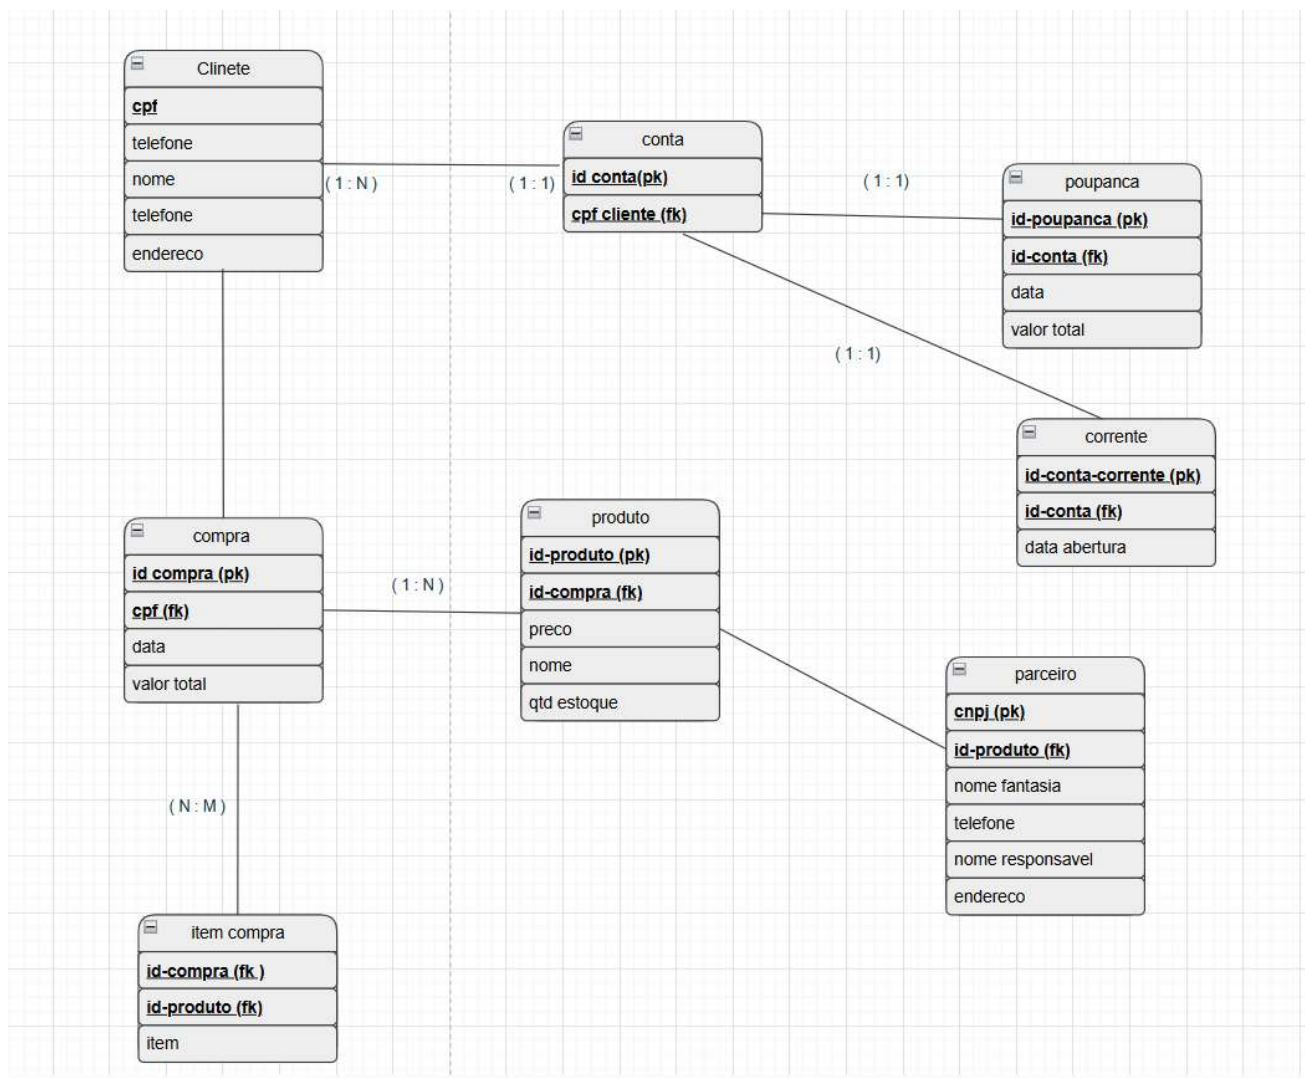 Clinete
cpf
telefone
nome
telefone
endereco
( 1 : N )
( 1 : 1)
conta
id conta(pk)
cpf cliente (fk)
( 1 : 1)
poupanca
id-poupanca (pk)
id-conta (fk)
data
valor total
( 1 : 1)
corrente
id-conta-corrente (pk)
id-conta (fk)
data abertura
compra
id compra (pk)
cpf (fk)
data
valor total
( 1 : N )
produto
id-produto (pk)
id-compra (fk)
preco
nome
qtd estoque
parceiro
cnpj (pk)
id-produto (fk)
nome fantasia
telefone
nome responsavel
endereco
( N : M )
item compra
id-compra (fk )
id-produto (fk)
item